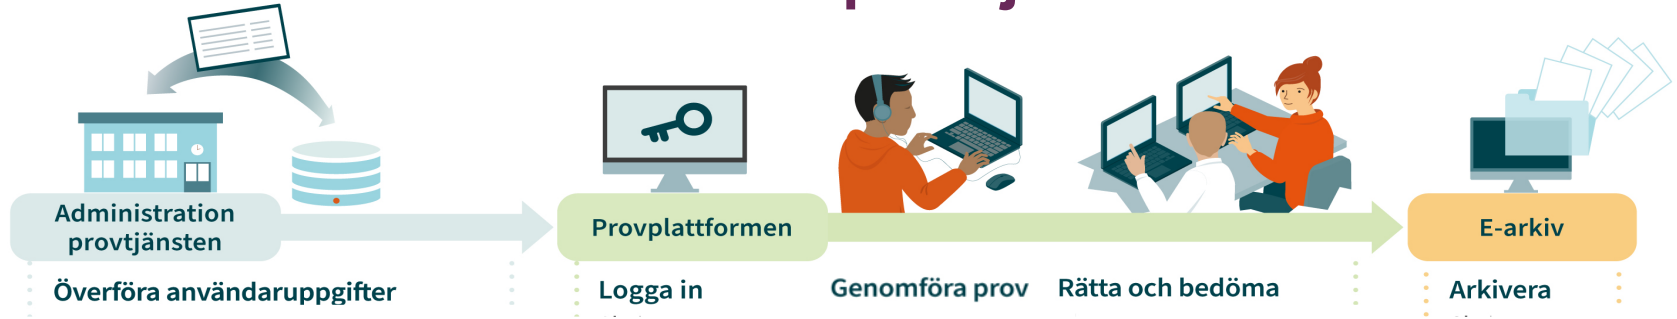 Administration
provtjänsten
Provplattformen
E-arkiv
Överföra användaruppgifter
Logga in
Genomföra prov
Rätta och bedöma
Arkivera